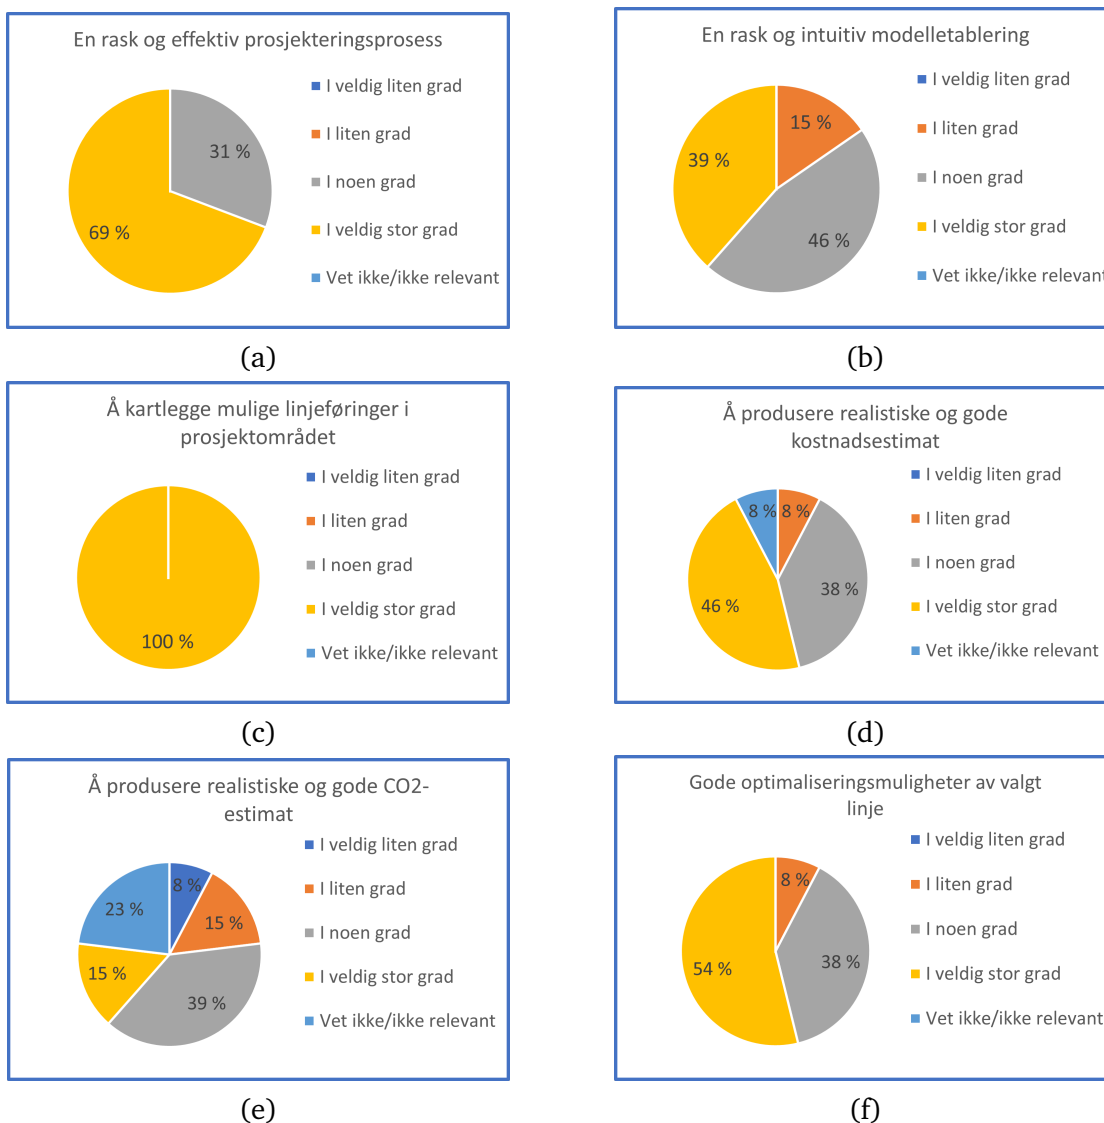 En rask og effektiv prosjekteringsprosess
I veldig liten grad
I liten grad
I noen grad
I veldig stor grad
Vet ikke/ikke relevant
31 %
69 %
(a)
En rask og intuitiv modelletablering
I veldig liten grad
I liten grad
I noen grad
I veldig stor grad
Vet ikke/ikke relevant
15 %
39 %
46 %
(b)
Å kartlegge mulige linjeføringer i
prosjektområdet
I veldig liten grad
I liten grad
I noen grad
I veldig stor grad
Vet ikke/ikke relevant
100 %
(c)
Å produsere realistiske og gode
kostnadsestimat
I veldig liten grad
I liten grad
I noen grad
I veldig stor grad
Vet ikke/ikke relevant
8 %
8 %
38 %
46 %
(d)
Å produsere realistiske og gode CO2-
estimat
I veldig liten grad
I liten grad
I noen grad
I veldig stor grad
Vet ikke/ikke relevant
8 %
23 %
15 %
15 %
39 %
(e)
Gode optimaliseringsmuligheter av valgt
linje
I veldig liten grad
I liten grad
I noen grad
I veldig stor grad
Vet ikke/ikke relevant
8 %
38 %
54 %
(f)